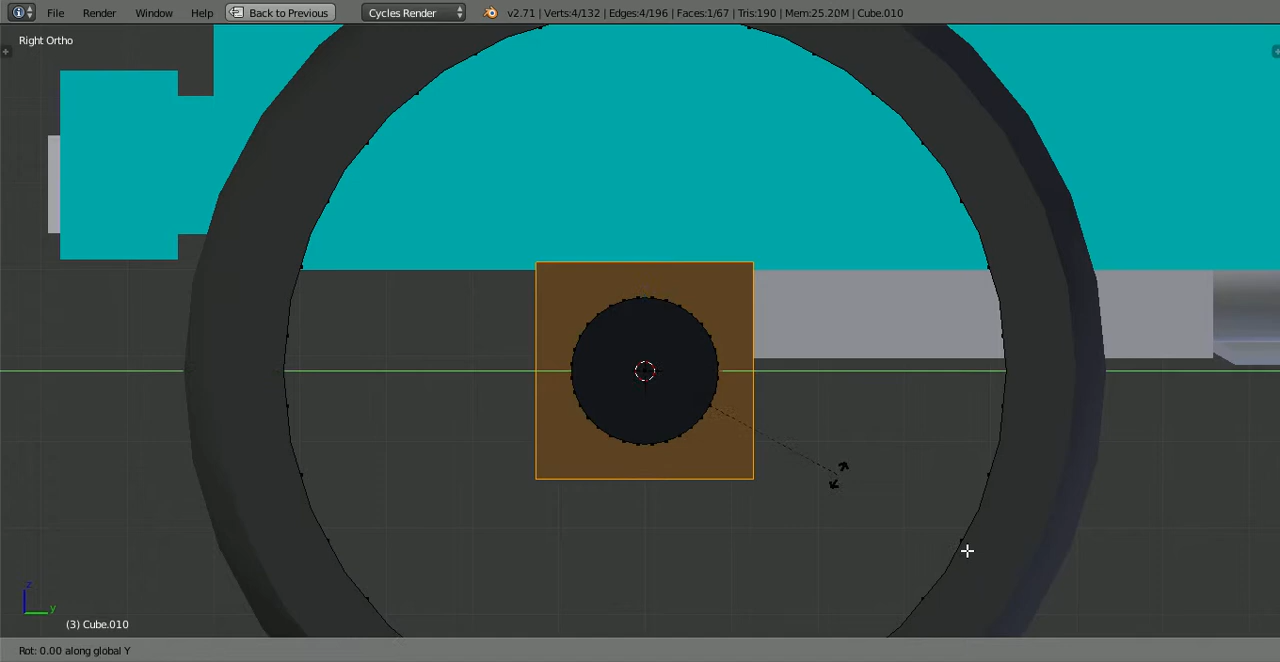 File Render Window Help Back to Previous Cycles Render v2.71 | Verts:4/132 | Edges:4/196 | Faces:1/67 | Tris:190 | Mem:25.20M | Cube.010
Right Ortho
z
y
(3) Cube.010
Rot: 0.00 along global Y